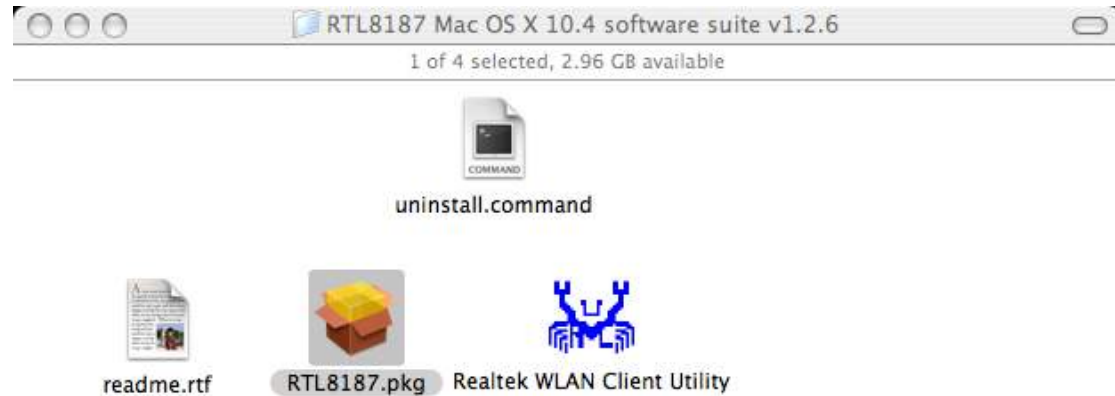 RTL8187 Mac OS X 10.4 software suite v1.2.6
1 of 4 selected, 2.96 GB available
COMMAND
uninstall.command
readme.rtf
RTL8187.pkg
Realtek WLAN Client Utility